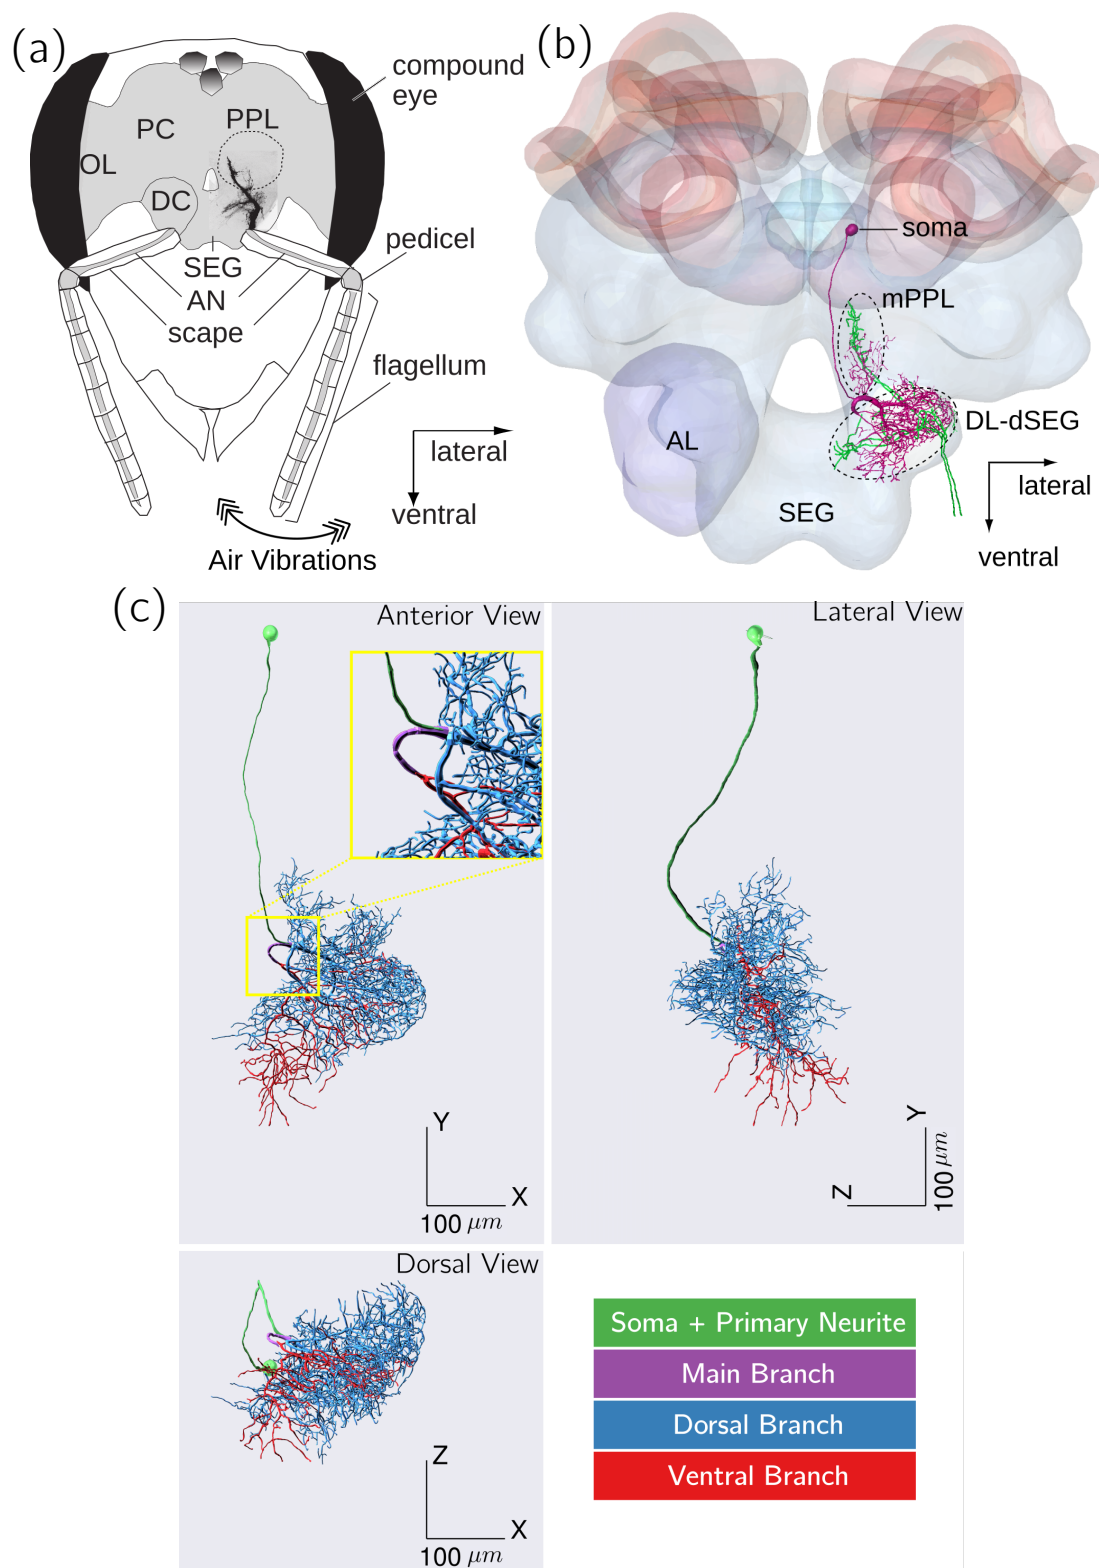 (a)
compound
eye
PC
PPL
OL
DC
pedicel
SEG
AN
scape
flagellum
lateral
ventral
Air Vibrations
(b)
soma
mPPL
DL-dSEG
AL
SEG
lateral
ventral
(c)
Anterior View
Y
X
100 μm
Lateral View
Y
Z
100 μm
Dorsal View
Z
X
100 μm
Soma + Primary Neurite
Main Branch
Dorsal Branch
Ventral Branch